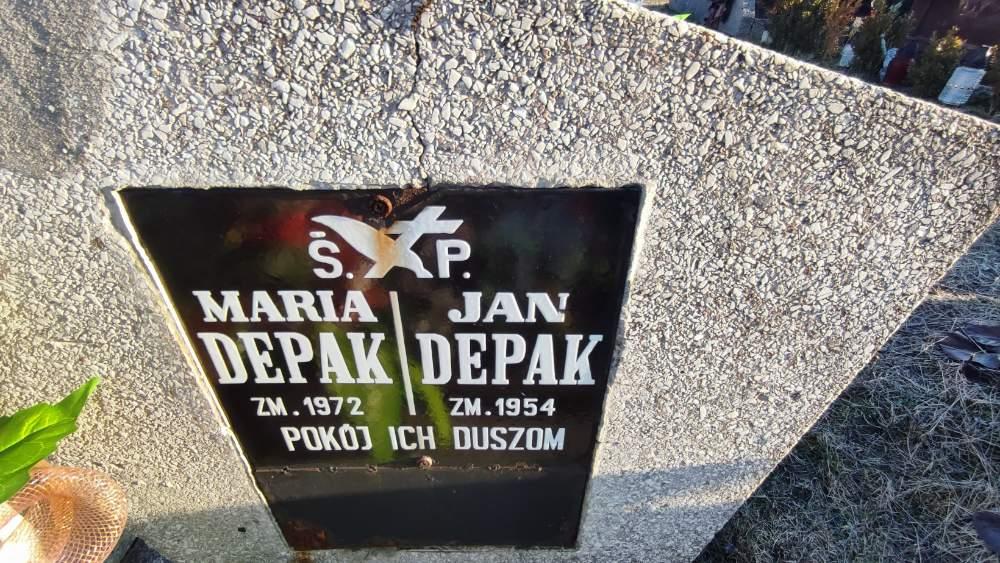 Ś. P.
MARIA JAN
DEPAK DEPAK
ZM. 1972 ZM. 1954
POKÓJ ICH DUSZOM